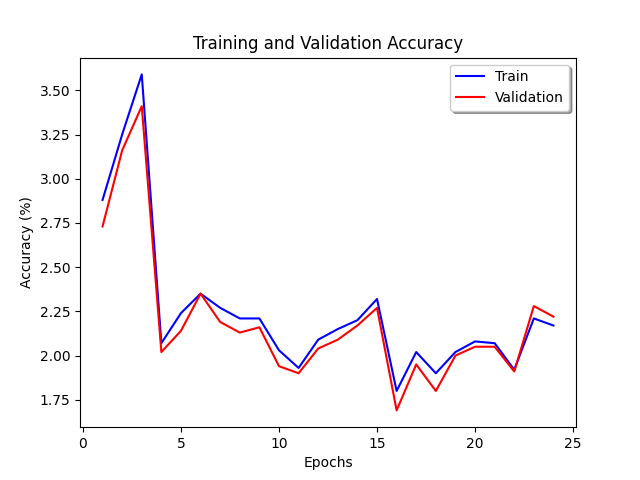 Training and Validation Accuracy
Train
Validation
Accuracy (%)
3.50
3.25
3.00
2.75
2.50
2.25
2.00
1.75
0 5 10 15 20 25
Epochs